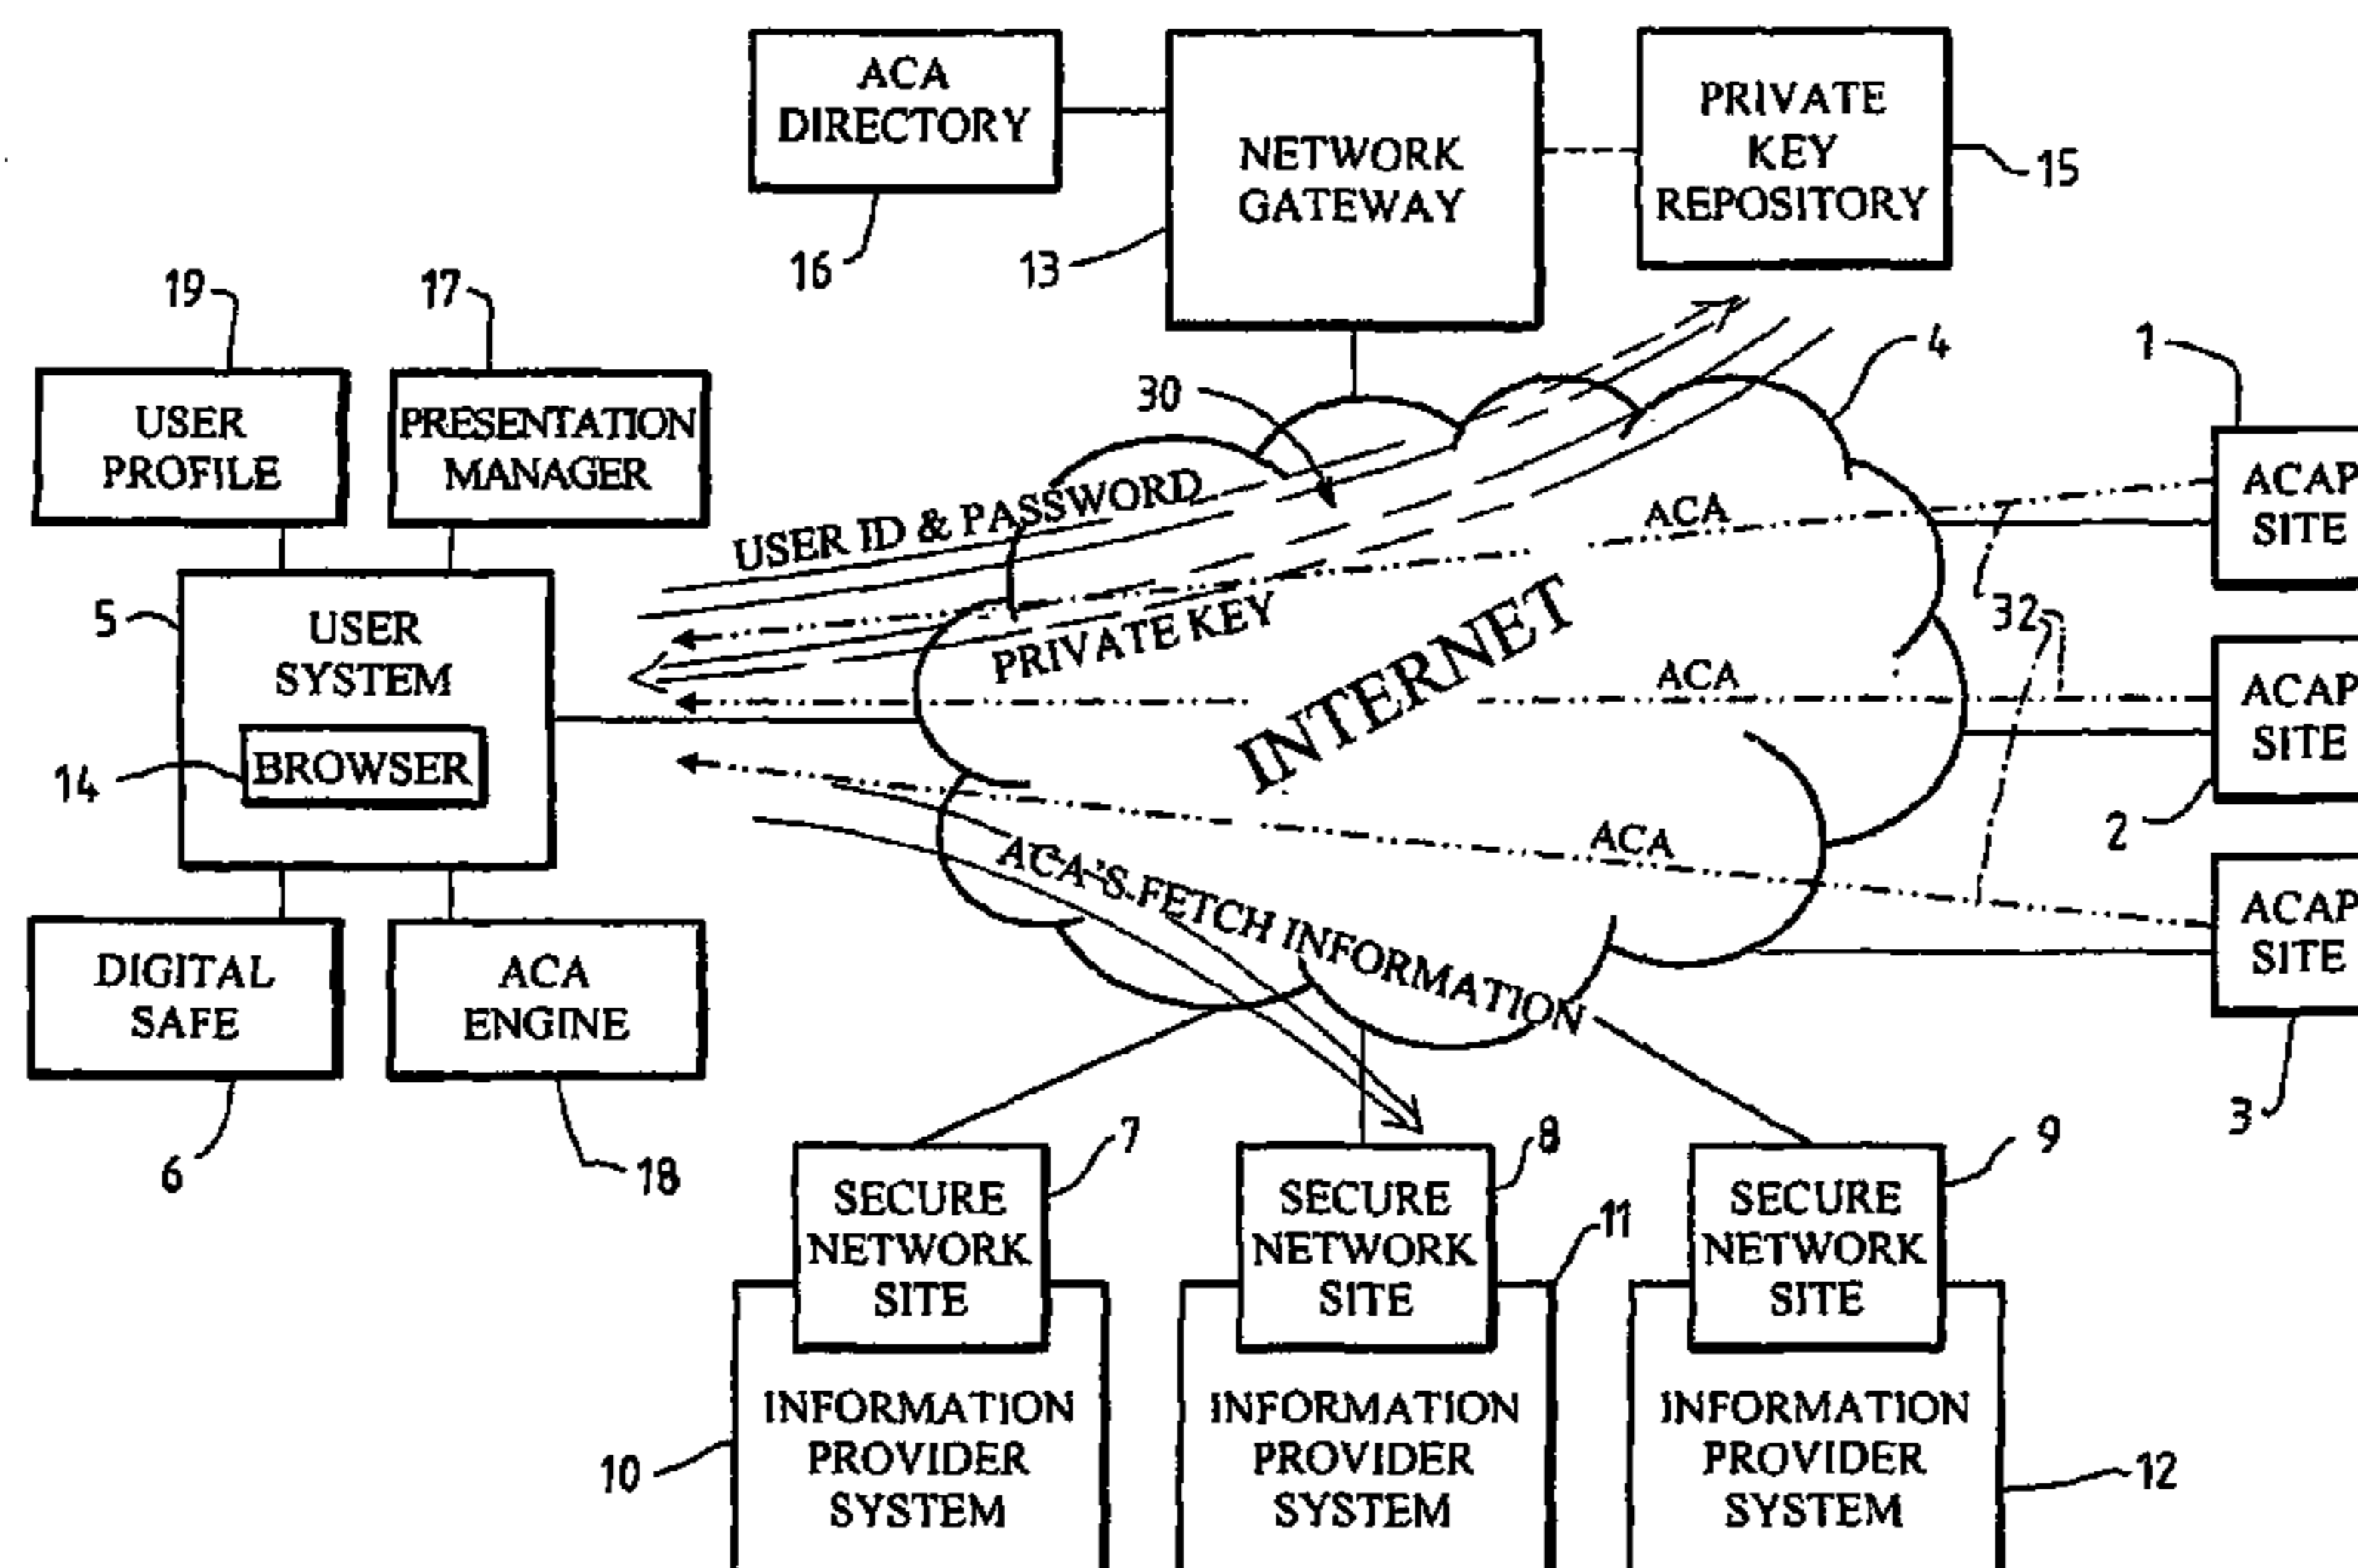 ACA
DIRECTORY
NETWORK
GATEWAY
PRIVATE
KEY
REPOSITORY
15
16
13
19
17
30
4
1
USER
PROFILE
PRESENTATION
MANAGER
ACAP
SITE
USER ID & PASSWORD
ACA
5
USER
SYSTEM
BROWSER
14
PRIVATE KEY
INTERNET
32
ACA
ACAP
SITE
2
ACA
ACA'S FETCH INFORMATION
ACAP
SITE
3
DIGITAL
SAFE
ACA
ENGINE
6
18
7
8
9
SECURE
NETWORK
SITE
SECURE
NETWORK
SITE
SECURE
NETWORK
SITE
11
10
INFORMATION
PROVIDER
SYSTEM
INFORMATION
PROVIDER
SYSTEM
INFORMATION
PROVIDER
SYSTEM
12